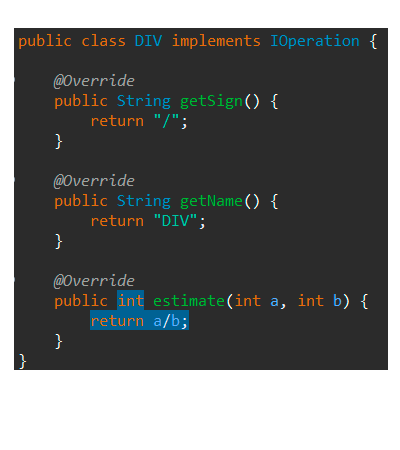 public class DIV implements IOperation {
@Override
public String getSign() {
return "/";
}
@Override
public String getName() {
return "DIV";
}
@Override
public int estimate(int a, int b) {
return a/b;
}
}